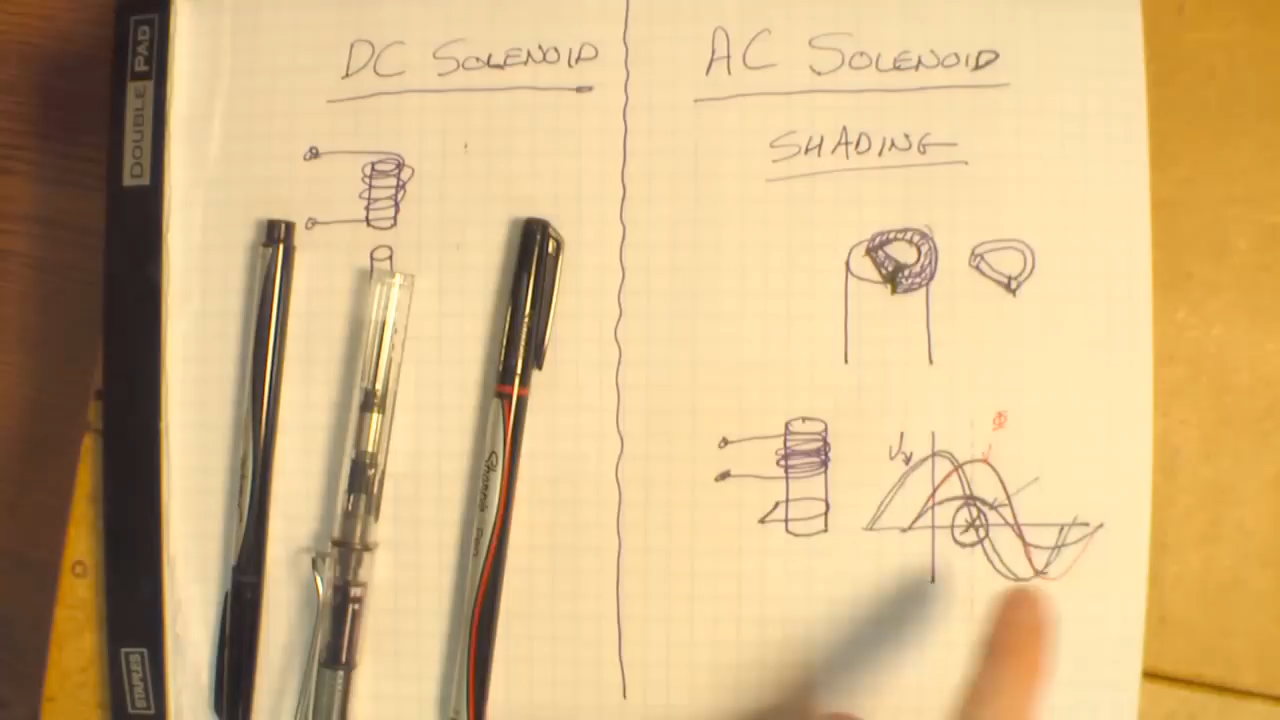 DOUBLE PAD
STAPLES
DC SOLENOID
AC SOLENOID
SHADING
Φ